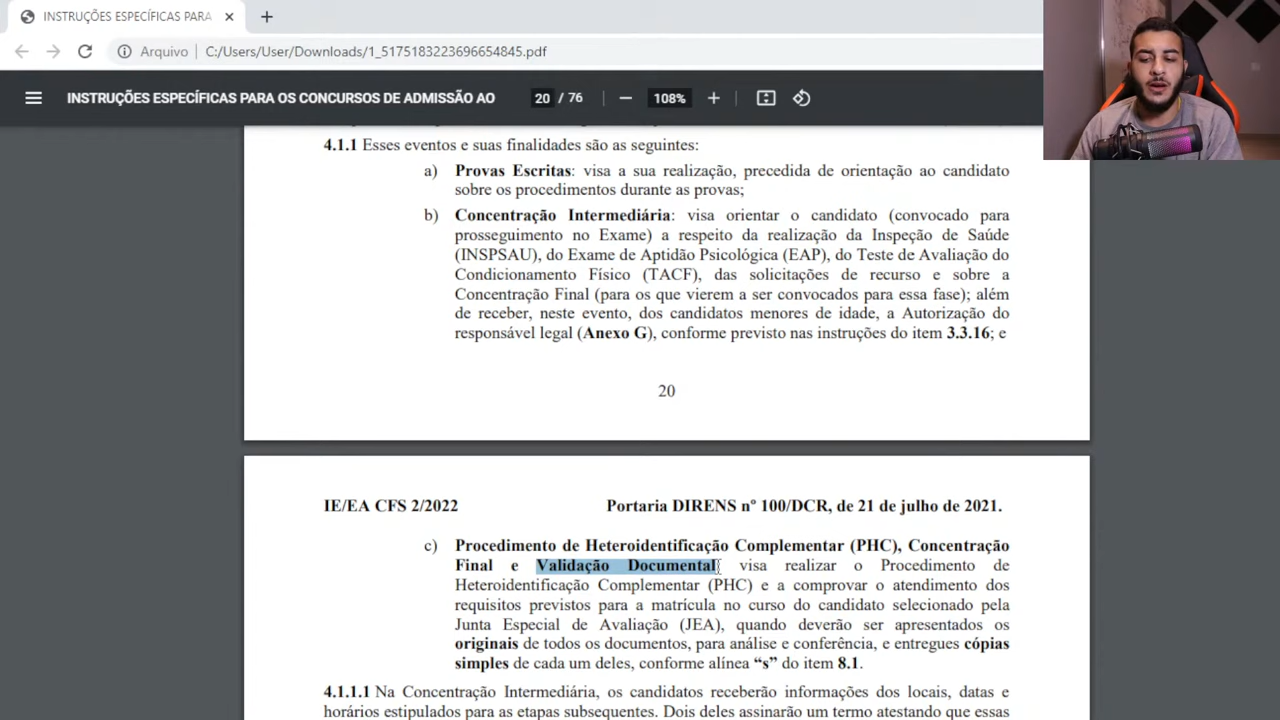 INSTRUÇÕES ESPECÍFICAS PARA
Arquivo
C:/Users/User/Downloads/1_5175183223696654845.pdf
INSTRUÇÕES ESPECÍFICAS PARA OS CONCURSOS DE ADMISSÃO AO
20 / 76
108%
4.1.1 Esses eventos e suas finalidades são as seguintes:
a) Provas Escritas: visa a sua realização, precedida de orientação ao candidato
sobre os procedimentos durante as provas;
b) Concentração Intermediária: visa orientar o candidato (convocado para
prosseguimento no Exame) a respeito da realização da Inspeção de Saúde
(INSPSAU), do Exame de Aptidão Psicológica (EAP), do Teste de Avaliação do
Condicionamento Físico (TACF), das solicitações de recurso e sobre a
Concentração Final (para os que vierem a ser convocados para essa fase); além
de receber, neste evento, dos candidatos menores de idade, a Autorização do
responsável legal (Anexo G), conforme previsto nas instruções do item 3.3.16; e
20
IE/EA CFS 2/2022
Portaria DIRENS nº 100/DCR, de 21 de julho de 2021.
c) Procedimento de Heteroidentificação Complementar (PHC), Concentração
Final e Validação Documental visa realizar o Procedimento de
Heteroidentificação Complementar (PHC) e a comprovar o atendimento dos
requisitos previstos para a matrícula no curso do candidato selecionado pela
Junta Especial de Avaliação (JEA), quando deverão ser apresentados os
originais de todos os documentos, para análise e conferência, e entregues cópias
simples de cada um deles, conforme alínea “s” do item 8.1.
4.1.1.1 Na Concentração Intermediária, os candidatos receberão informações dos locais, datas e
horários estipulados para as etapas subsequentes. Dois deles assinarão um termo atestando que essas